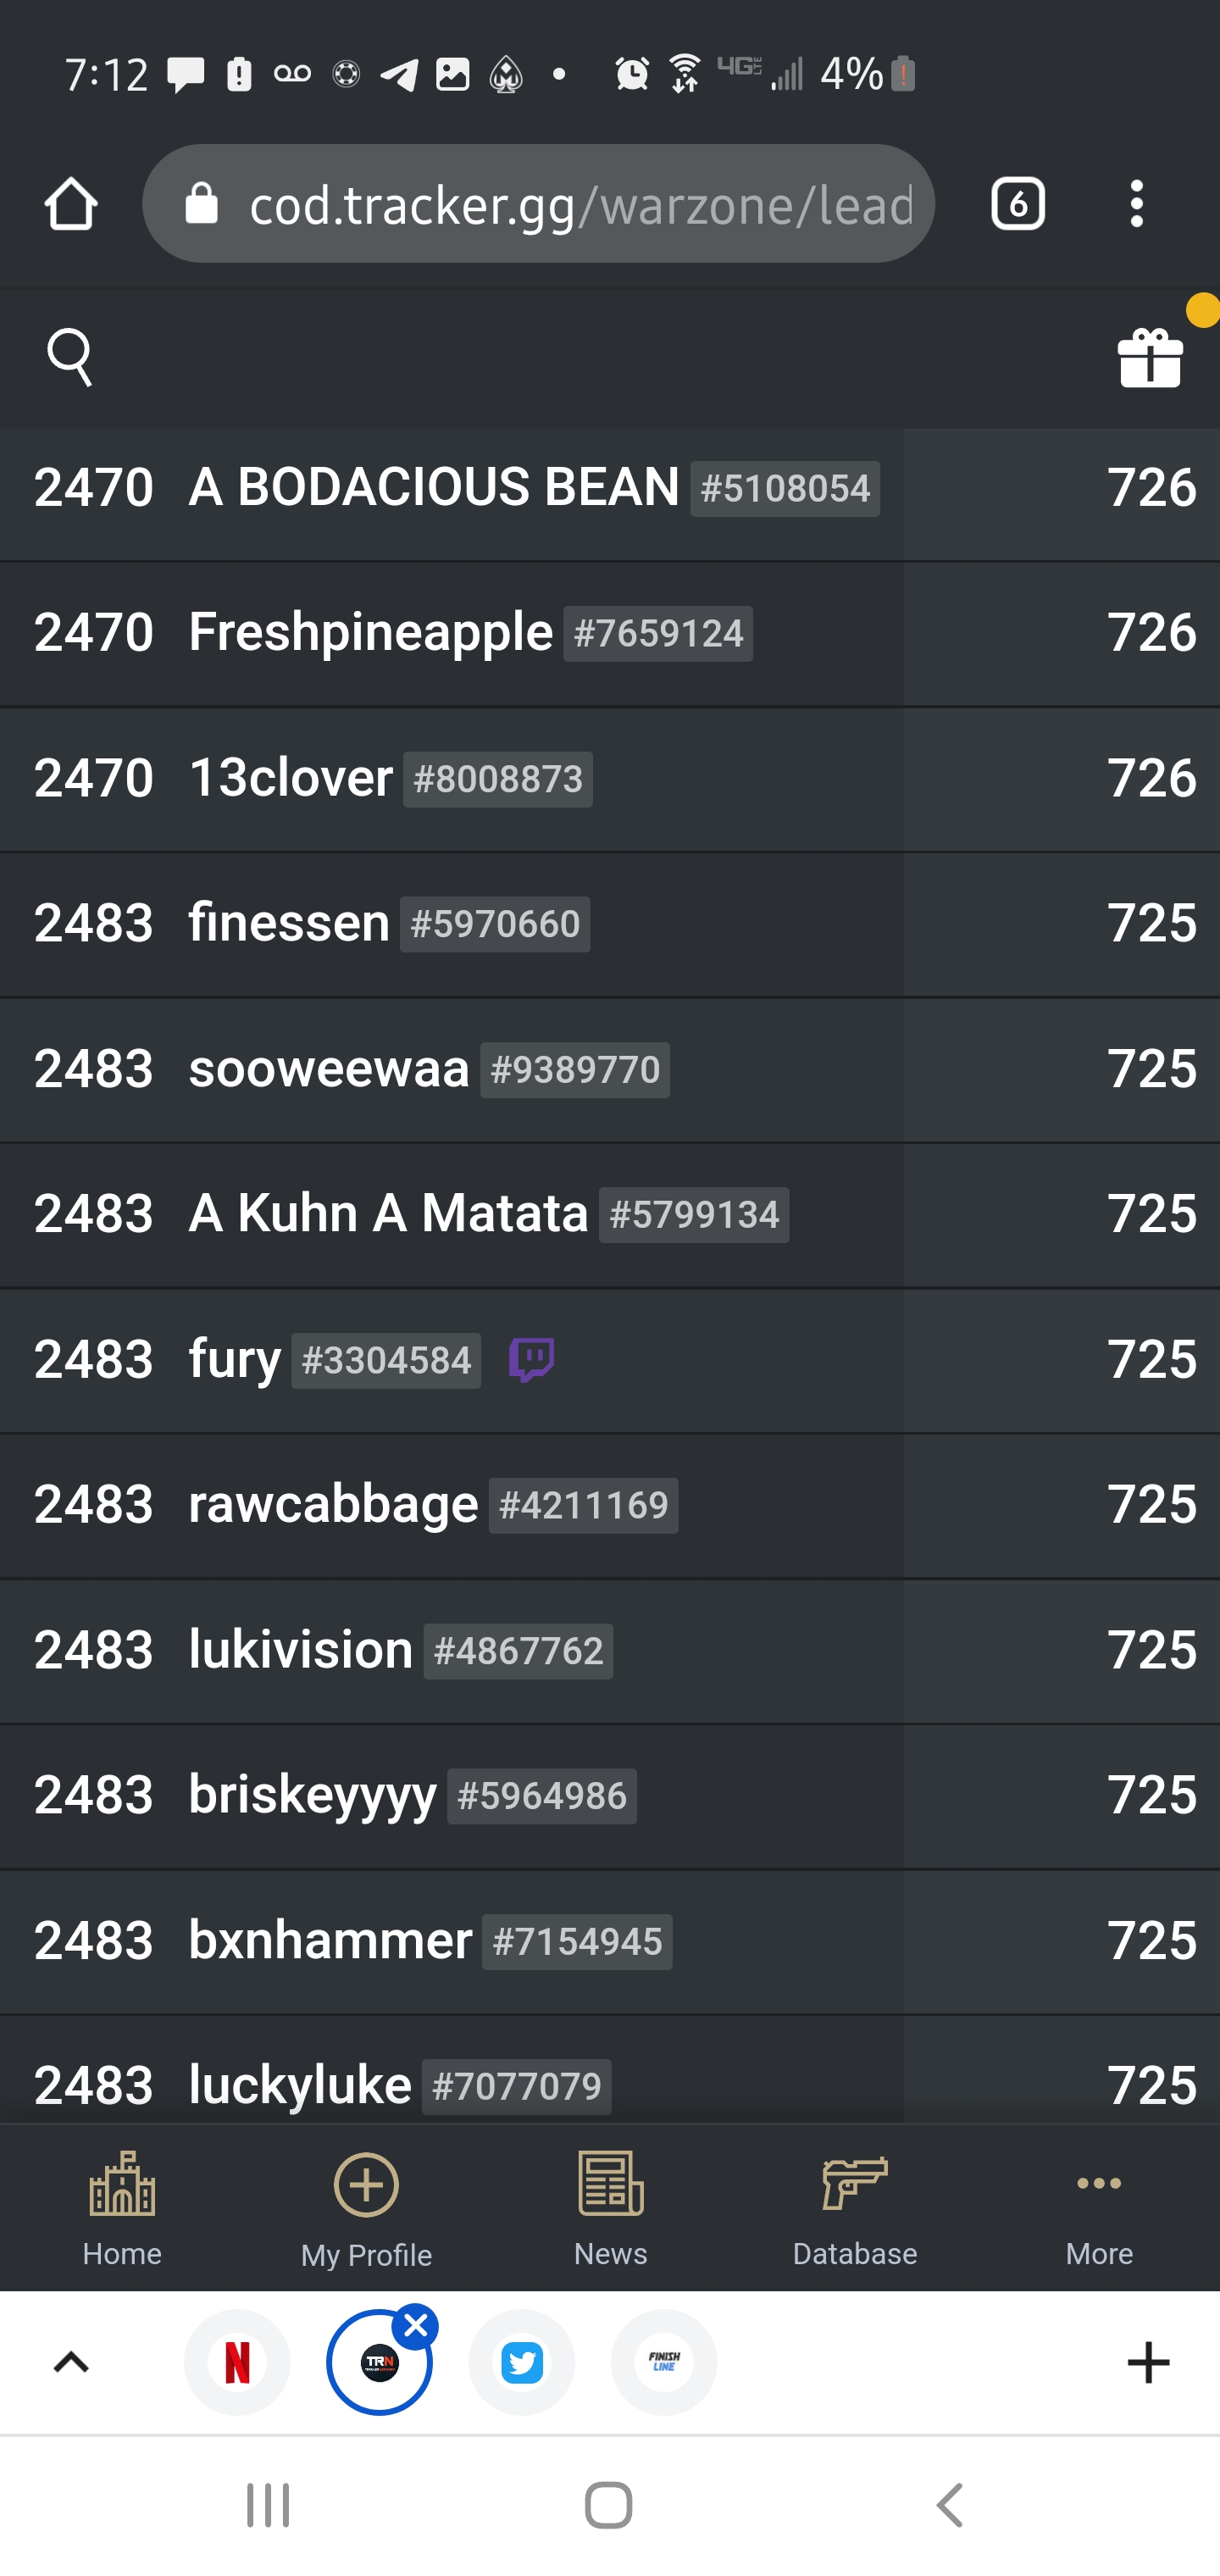 7:12 4G LTE 4%
cod.tracker.gg/warzone/lead 6
2470 A BODACIOUS BEAN #5108054 726
2470 Freshpineapple #7659124 726
2470 13clover #8008873 726
2483 finessen #5970660 725
2483 sooweewaa #9389770 725
2483 A Kuhn A Matata #5799134 725
2483 fury #3304584 725
2483 rawcabbage #4211169 725
2483 lukivision #4867762 725
2483 briskeyyyy #5964986 725
2483 bxnhammer #7154945 725
2483 luckyluke #7077079 725
Home My Profile News Database More
N TRN FINISH
LINE